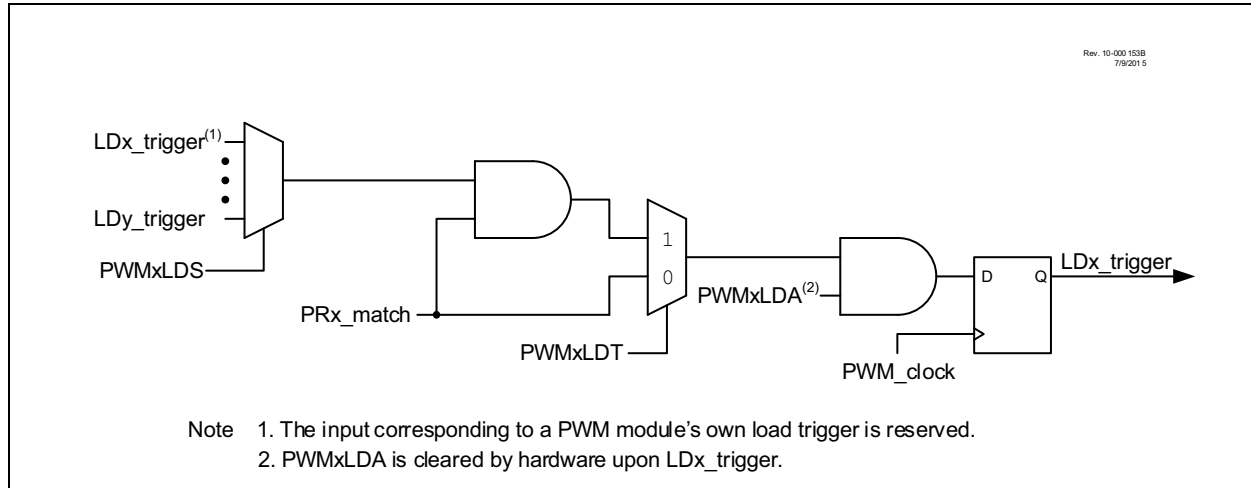 Rev. 10-000 153B
7/9/201 5
LDx_trigger(1)
LDy_trigger
PWMxLDS
PRx_match
1
0
PWMxLDT
PWMxLDA(2)
D
Q
LDx_trigger
PWM_clock
Note 1. The input corresponding to a PWM module's own load trigger is reserved.
2. PWMxLDA is cleared by hardware upon LDx_trigger.